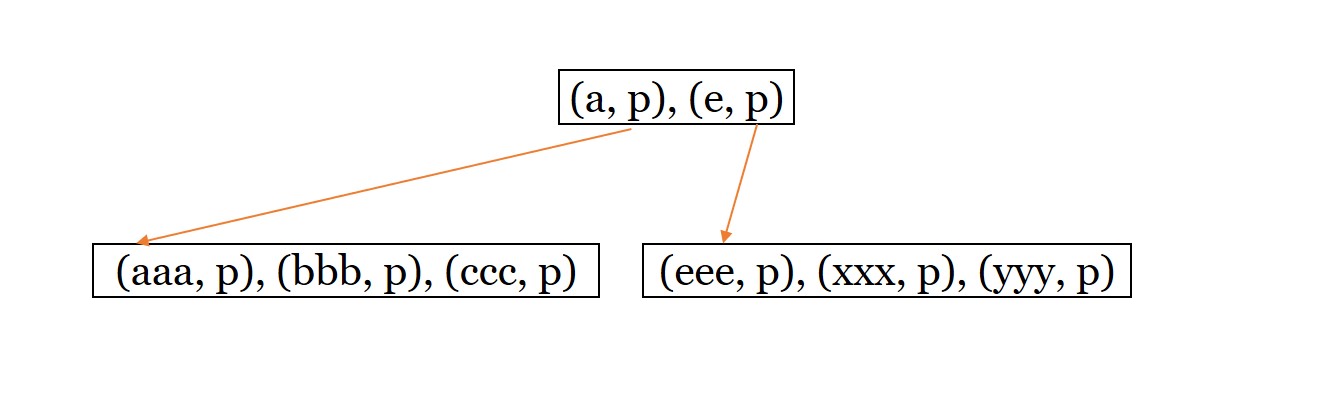 (a, p), (e, p)
(aaa, p), (bbb, p), (ccc, p)
(eee, p), (xxx, p), (yyy, p)